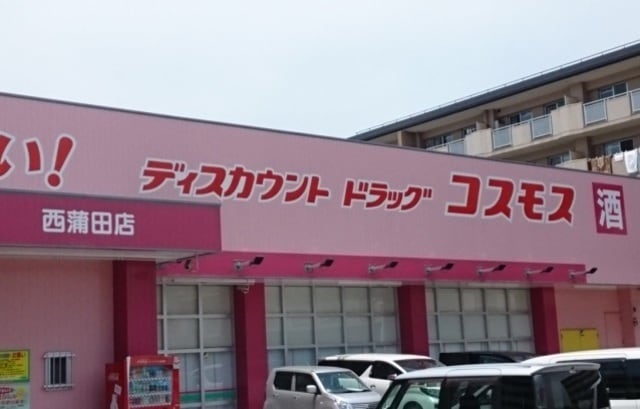 い!
ディスカウント ドラッグ コスモス
酒
西蒲田店